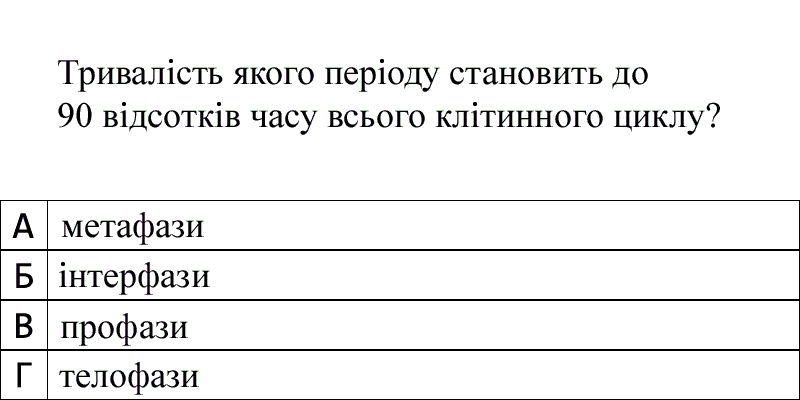 Тривалість якого періоду становить до
90 відсотків часу всього клітинного циклу?
А метафази
Б інтерфази
В профази
Г телофази